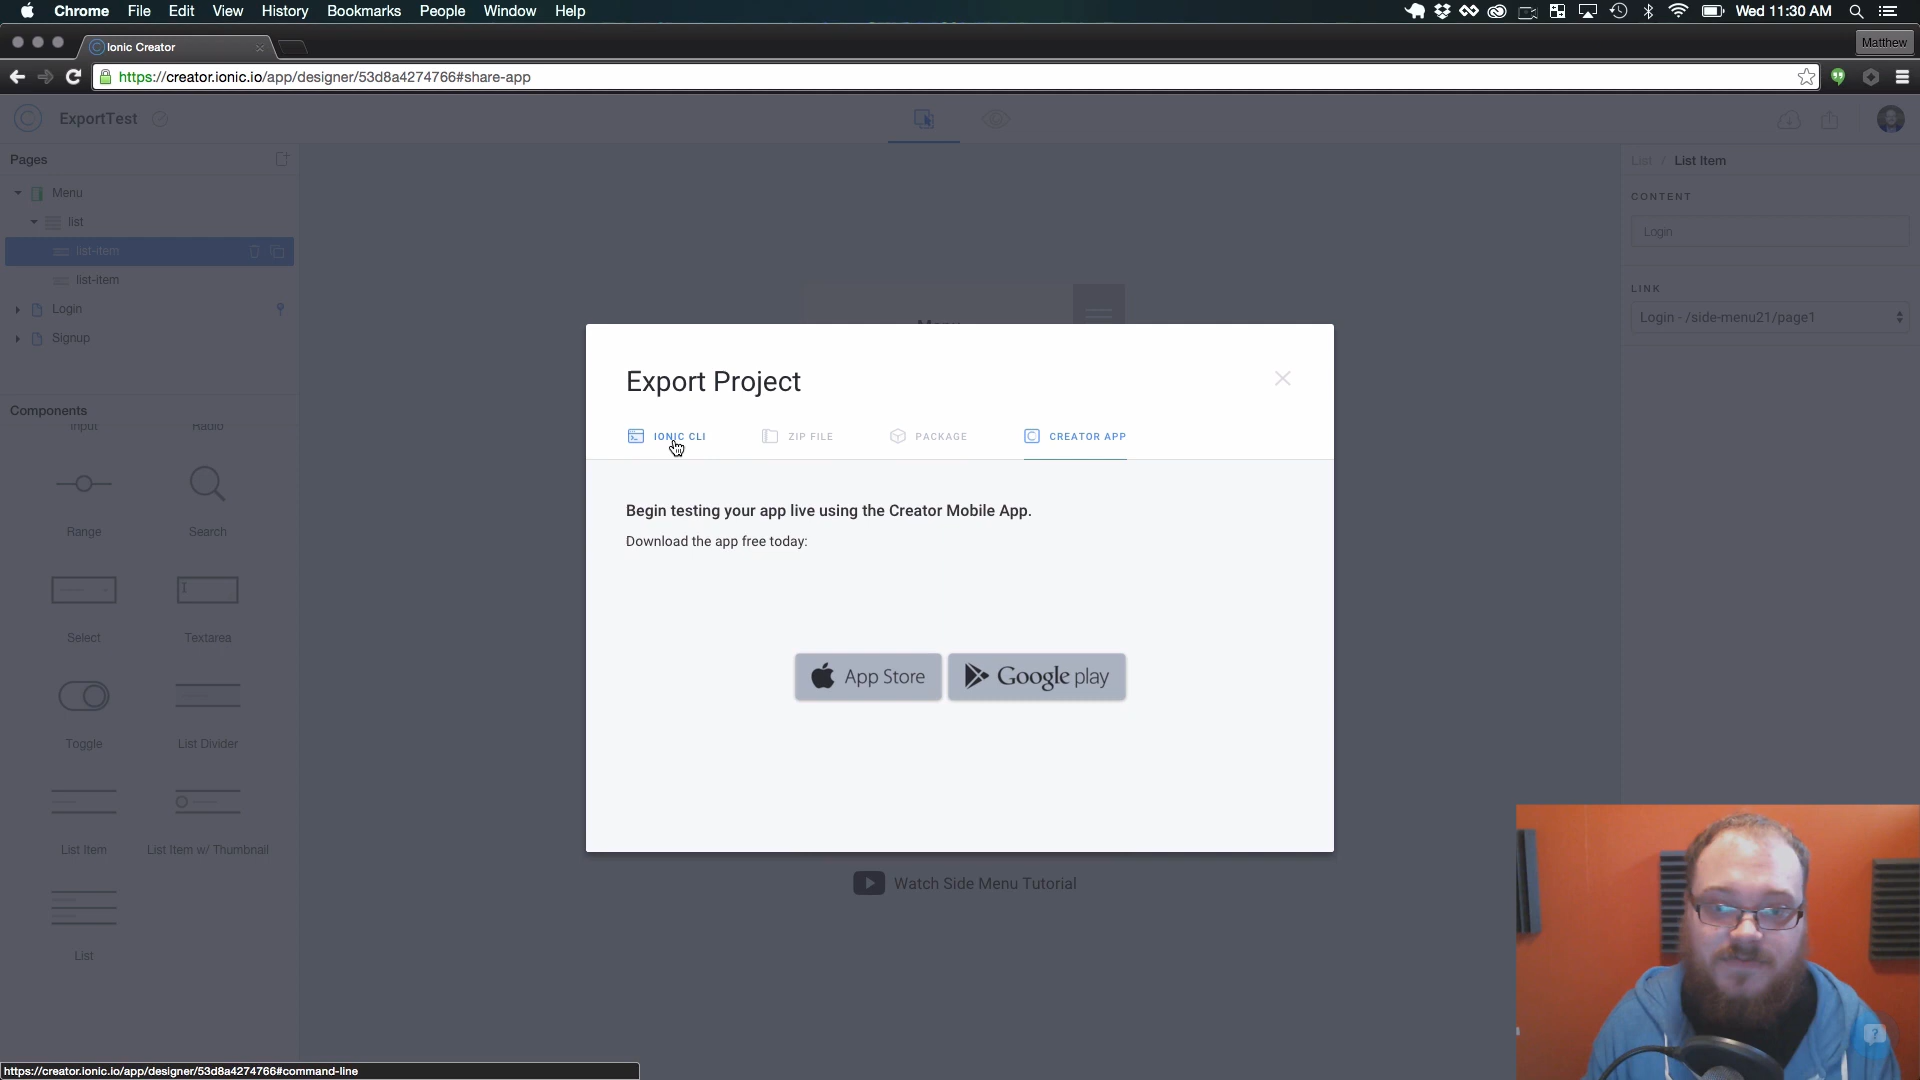 Chrome File Edit View History Bookmarks People Window Help
Wed 11:30 AM
Ionic Creator
Matthew
https://creator.ionic.io/app/designer/53d8a4274766#share-app
ExportTest
Pages
List / List Item
Menu
CONTENT
list
Login
list-item
list-item
LINK
Login
Login - /side-menu21/page1
Signup
Menu
Export Project
IONIC CLI
ZIP FILE
PACKAGE
CREATOR APP
Components
Input
Radio
Begin testing your app live using the Creator Mobile App.
Range
Search
Download the app free today:
Select
Textarea
App Store
Google play
Toggle
List Divider
List Item
List Item w/ Thumbnail
Watch Side Menu Tutorial
List
?
https://creator.ionic.io/app/designer/53d8a4274766#command-line